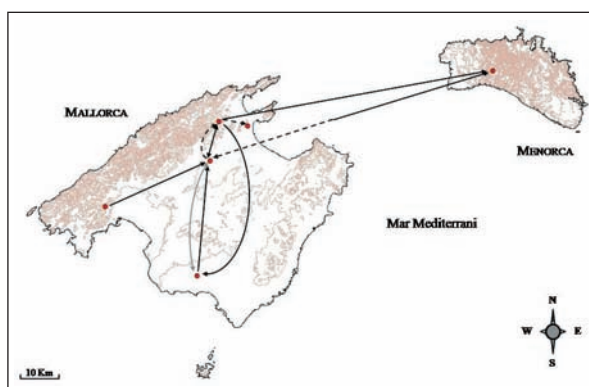 MALLORCA
MENORCA
Mar Mediterrani
N
W E
S
10 Km